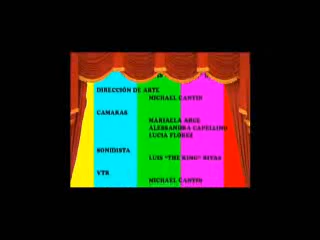 DIRECCIÓN DE ARTE
MICHAEL CANTIN
CAMARAS
MARIAELA ARCE
ALESSANDRA CAPELLINO
LUCIA FLOREZ
SONIDISTA
LUIS "THE KING" RIVAS
VTR
MICHAEL CANTIN